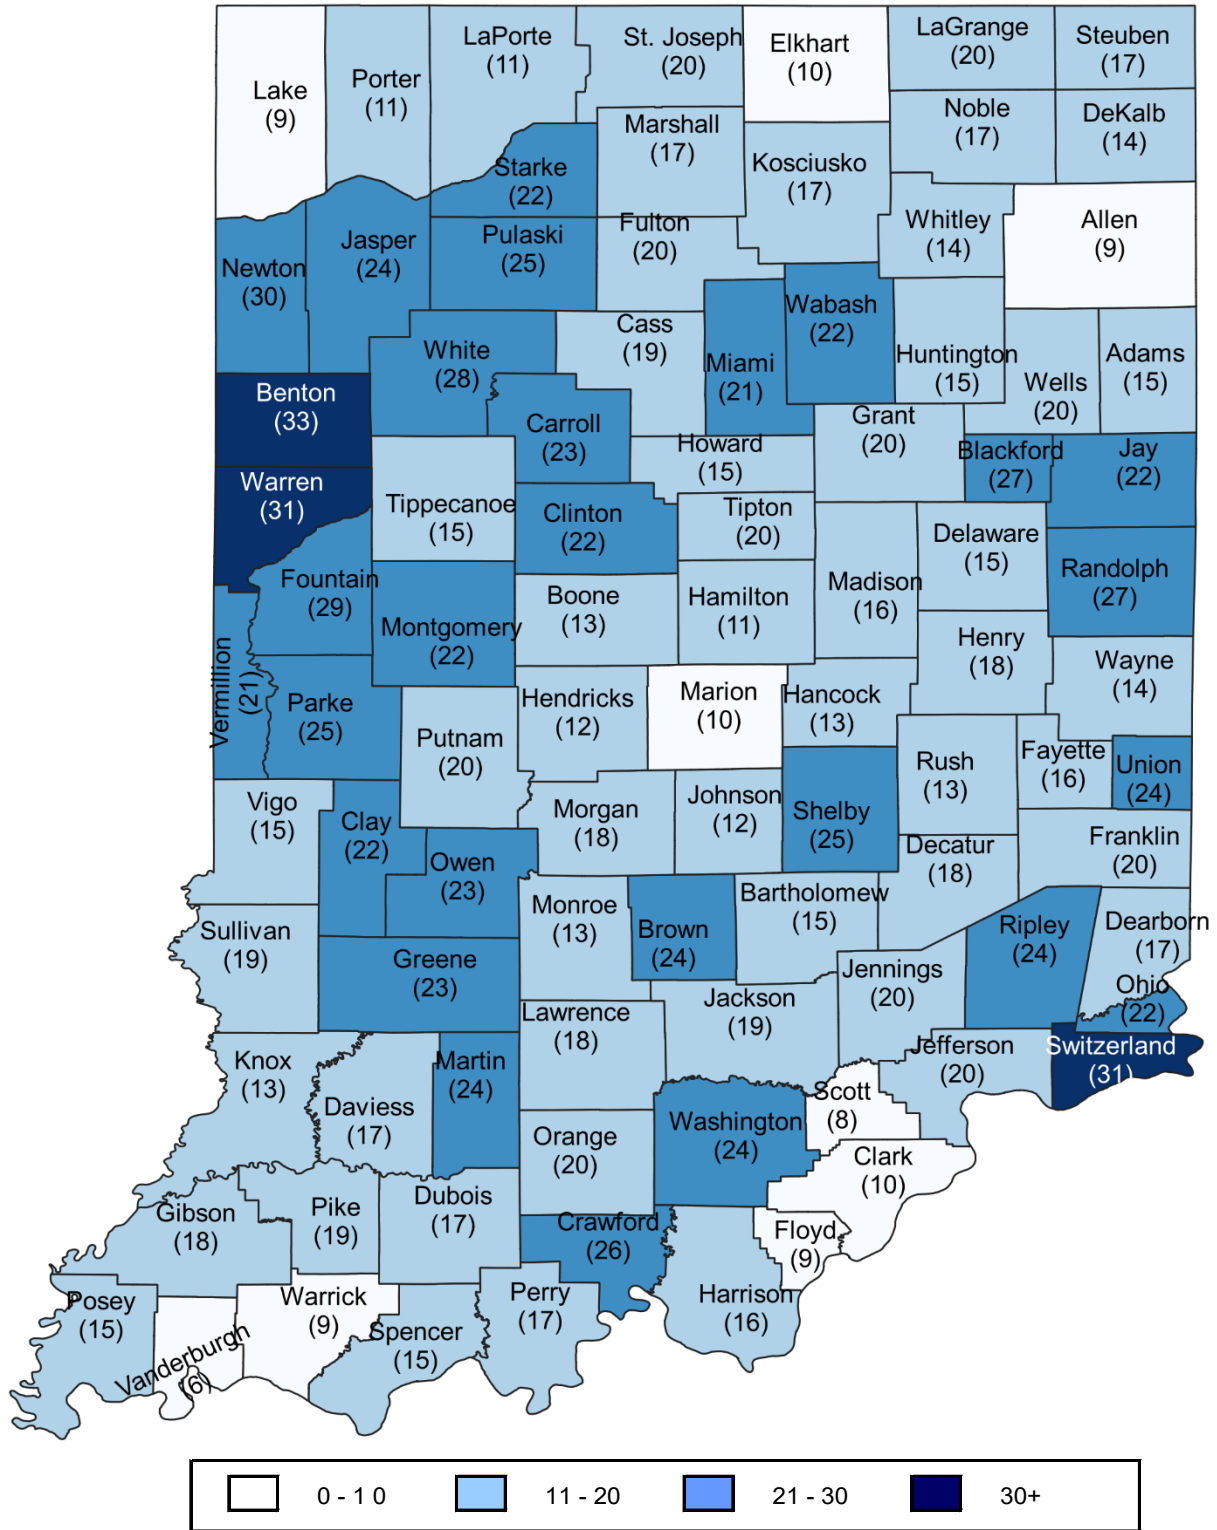 LaPorte
(11)
St. Joseph
(20)
Elkhart
(10)
LaGrange
(20)
Steuben
(17)
Lake
(9)
Porter
(11)
Marshall
(17)
Noble
(17)
DeKalb
(14)
Starke
(22)
Kosciusko
(17)
Whitley
(14)
Allen
(9)
Newton
(30)
Jasper
(24)
Pulaski
(25)
Fulton
(20)
White
(28)
Cass
(19)
Miami
(21)
Wabash
(22)
Huntington
(15)
Wells
(20)
Adams
(15)
Benton
(33)
Carroll
(23)
Howard
(15)
Grant
(20)
Blackford
(27)
Jay
(22)
Warren
(31)
Tippecanoe
(15)
Clinton
(22)
Tipton
(20)
Delaware
(15)
Randolph
(27)
Fountain
(29)
Montgomery
(22)
Boone
(13)
Hamilton
(11)
Madison
(16)
Henry
(18)
Wayne
(14)
Vermillion
(21)
Parke
(25)
Putnam
(20)
Hendricks
(12)
Marion
(10)
Hancock
(13)
Rush
(13)
Fayette
(16)
Union
(24)
Vigo
(15)
Clay
(22)
Owen
(23)
Morgan
(18)
Johnson
(12)
Shelby
(25)
Decatur
(18)
Franklin
(20)
Sullivan
(19)
Greene
(23)
Monroe
(13)
Brown
(24)
Bartholomew
(15)
Jennings
(20)
Ripley
(24)
Dearborn
(17)
Ohio
(22)
Knox
(13)
Daviess
(17)
Martin
(24)
Lawrence
(18)
Jackson
(19)
Jefferson
(20)
Switzerland
(31)
Orange
(20)
Washington
(24)
Scott
(8)
Clark
(10)
Gibson
(18)
Pike
(19)
Dubois
(17)
Crawford
(26)
Floyd
(9)
Harrison
(16)
Posey
(15)
Vanderburgh
(6)
Warrick
(9)
Spencer
(15)
Perry
(17)
0 - 1 0
11 - 20
21 - 30
30+